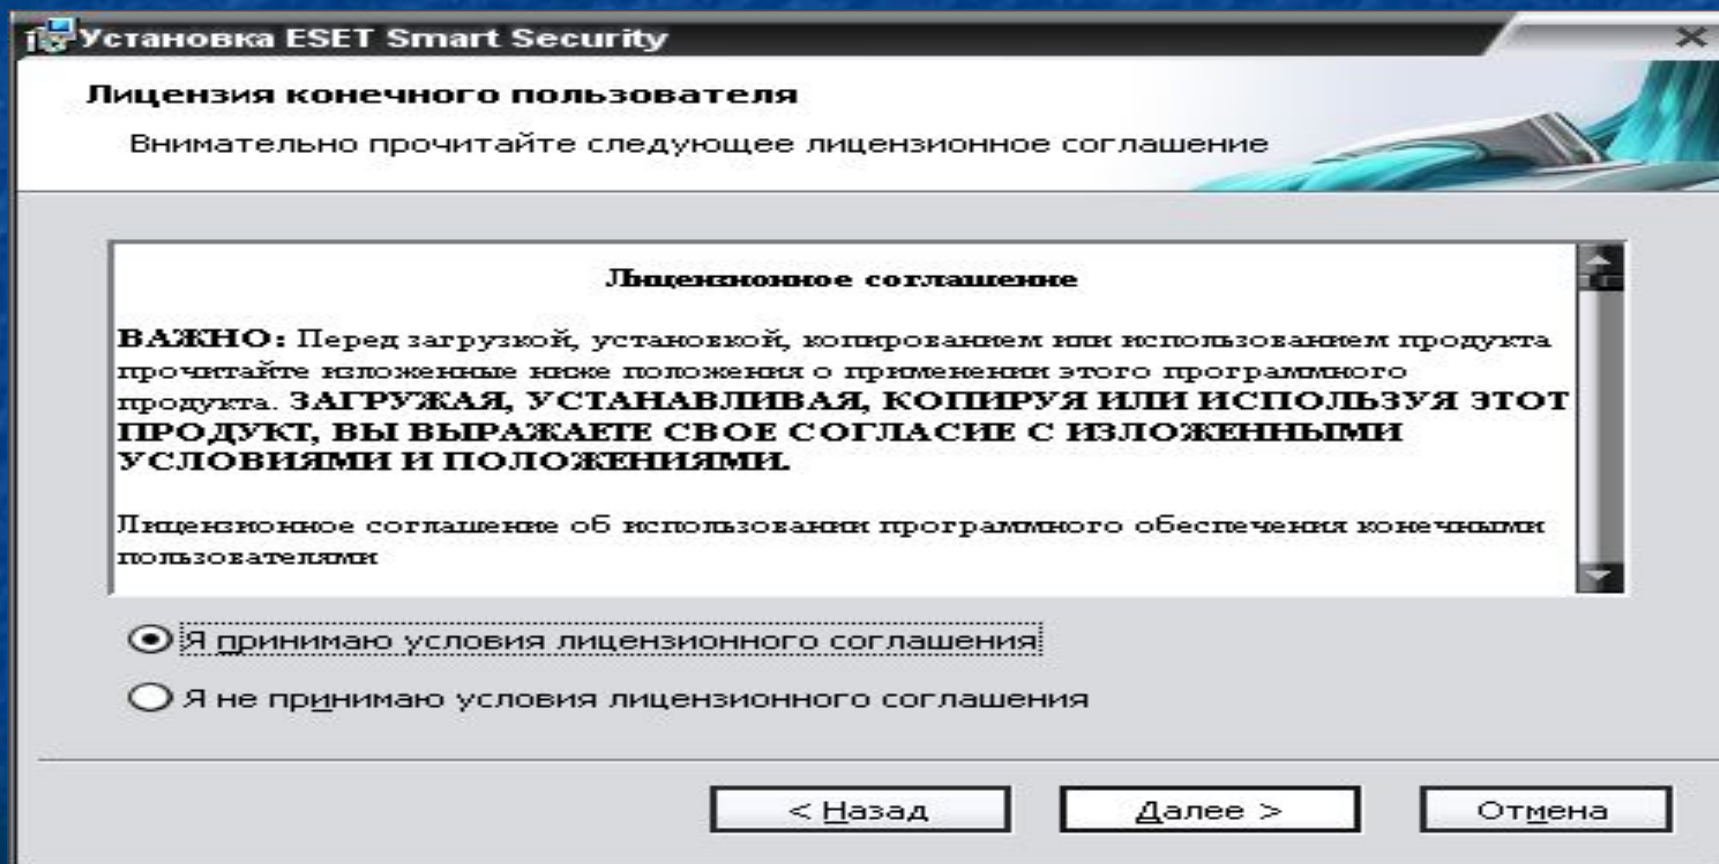 Установка ESET Smart Security
Лицензия конечного пользователя
Внимательно прочитайте следующее лицензионное соглашение
Лицензионное соглашение
ВАЖНО: Перед загрузкой, установкой, копированием или использованием продукта
прочитайте изложенные ниже положения о применении этого программного
продукта. ЗАГРУЖАЯ, УСТАНАВЛИВАЯ, КОПИРУЯ ИЛИ ИСПОЛЬЗУЯ ЭТОТ
ПРОДУКТ, ВЫ ВЫРАЖАЕТЕ СВОЕ СОГЛАСИЕ С ИЗЛОЖЕННЫМИ
УСЛОВИЯМИ И ПОЛОЖЕНИЯМИ.
Лицензионное соглашение об использовании программного обеспечения конечными
пользователями
Я принимаю условия лицензионного соглашения
Я не принимаю условия лицензионного соглашения
< Назад Далее > Отмена